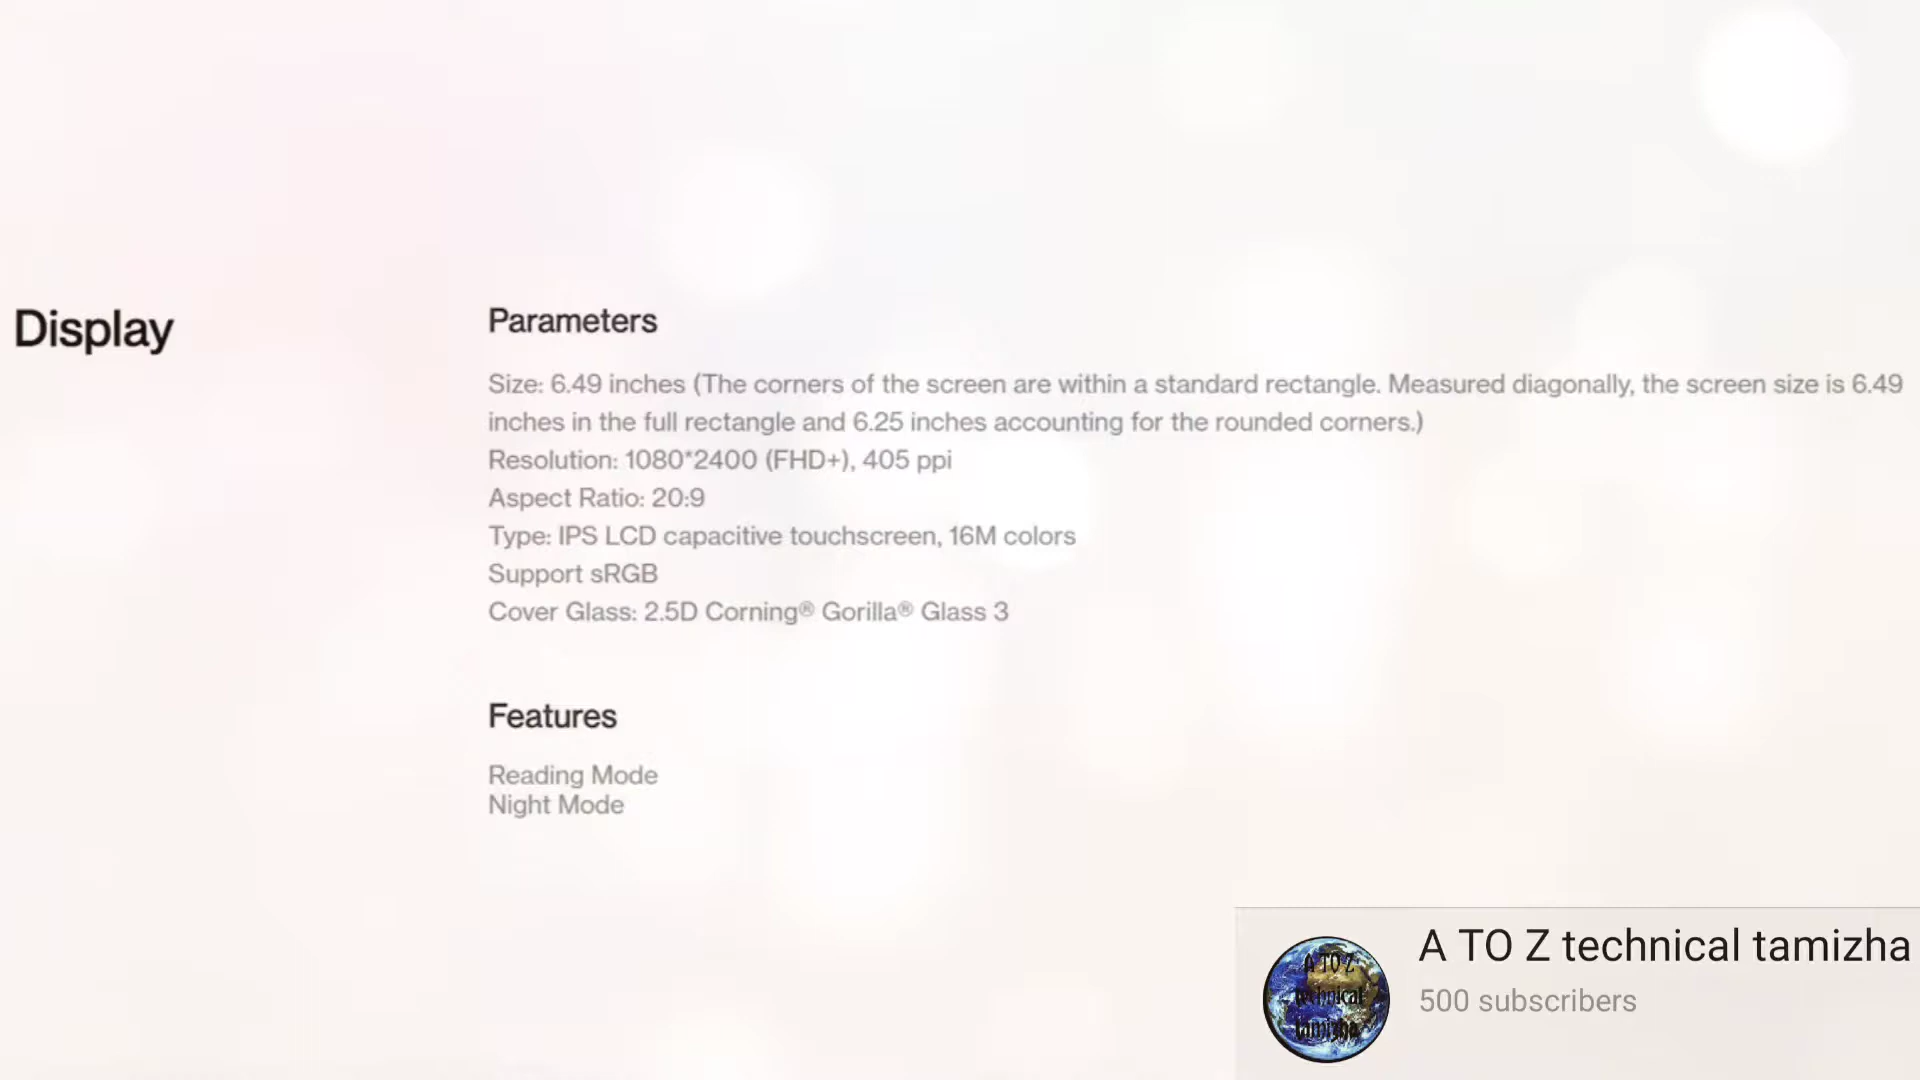 Display
Parameters
Size: 6.49 inches (The corners of the screen are within a standard rectangle. Measured diagonally, the screen size is 6.49
inches in the full rectangle and 6.25 inches accounting for the rounded corners.)
Resolution: 1080*2400 (FHD+), 405 ppi
Aspect Ratio: 20:9
Type: IPS LCD capacitive touchscreen, 16M colors
Support sRGB
Cover Glass: 2.5D Corning® Gorilla® Glass 3
Features
Reading Mode
Night Mode
A TO Z
technical
tamizha
A TO Z technical tamizha
500 subscribers